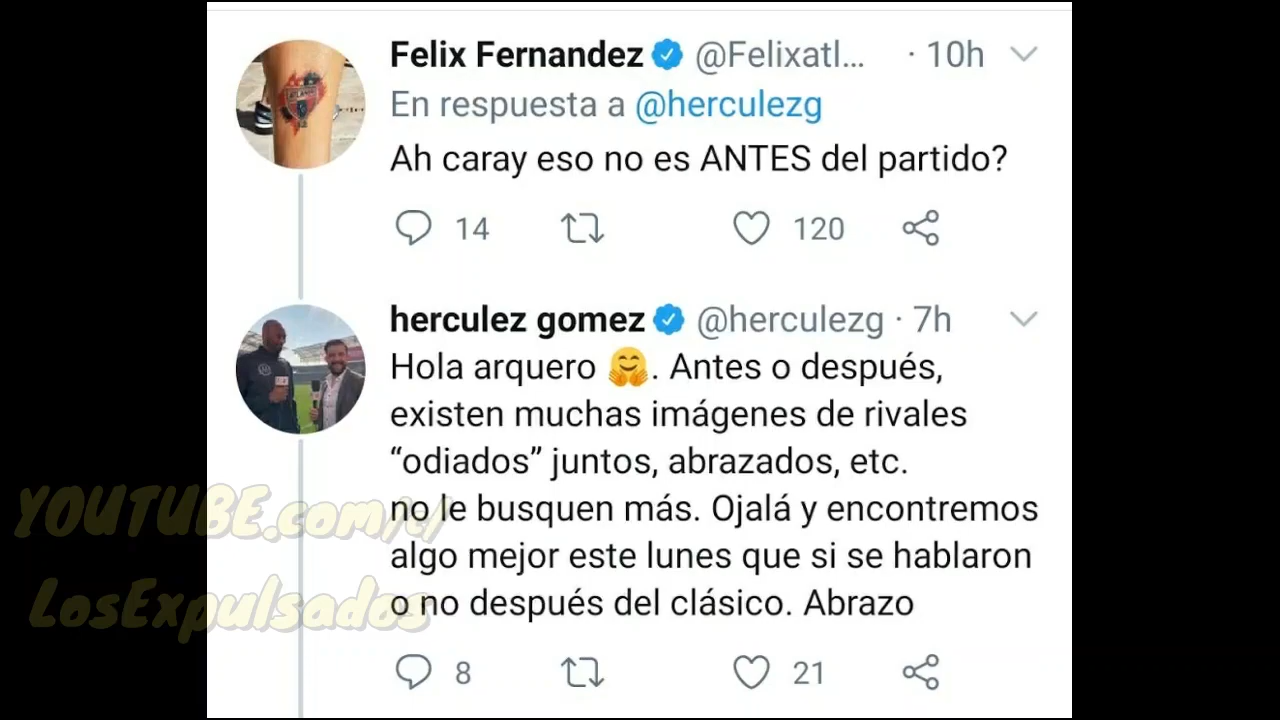 Felix Fernandez @Felixatl... · 10h
En respuesta a @herculezg
Ah caray eso no es ANTES del partido?
14 120
herculez gomez @herculezg · 7h
Hola arquero 🤗. Antes o después,
existen muchas imágenes de rivales
“odiados” juntos, abrazados, etc.
no le busquen más. Ojalá y encontremos
algo mejor este lunes que si se hablaron
o no después del clásico. Abrazo
8 21
YOUTUBE.com/c/
LosExpulsados